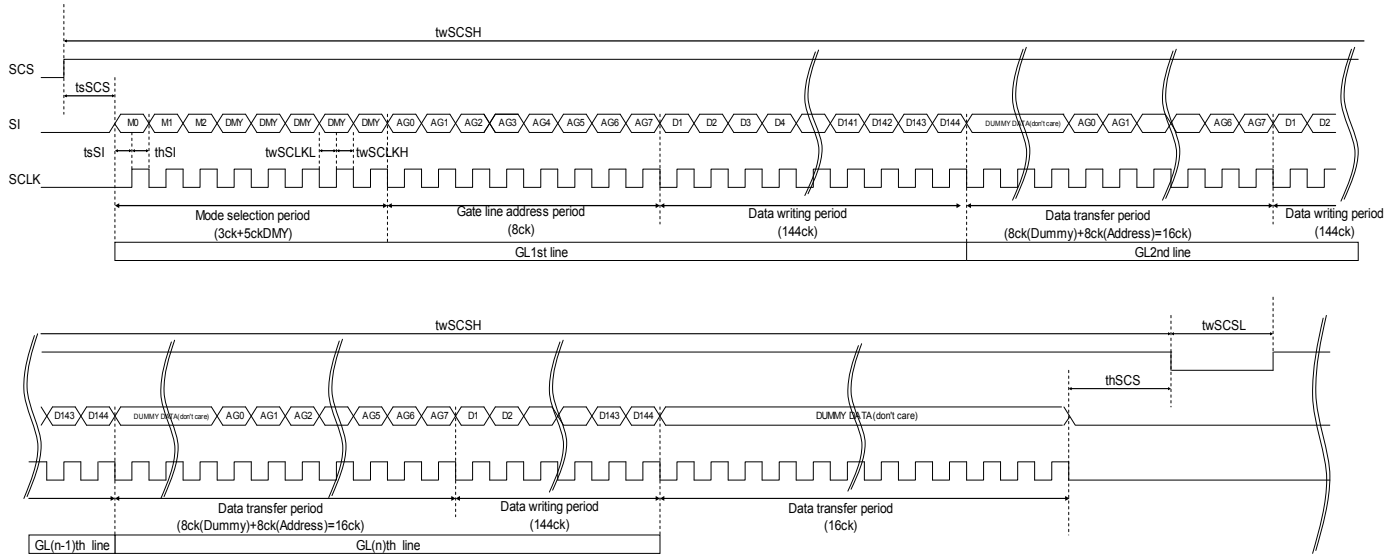 twSCSH
SCS
tsSCS
SI M0 M1 M2 DMY DMY DMY DMY DMY AG0 AG1 AG2 AG3 AG4 AG5 AG6 AG7 D1 D2 D3 D4 D141 D142 D143 D144 DUMMY DATA(don't care) AG0 AG1 AG6 AG7 D1 D2
tsSI thSI twSCLKL twSCLKH
SCLK
Mode selection period Gate line address period Data writing period Data transfer period Data writing period
(3ck+5ckDMY) (8ck) (144ck) (8ck(Dummy)+8ck(Address)=16ck) (144ck)
GL1st line GL2nd line
twSCSH twSCSL
thSCS
D143 D144 DUMMY DATA(don't care) AG0 AG1 AG2 AG5 AG6 AG7 D1 D2 D143 D144 DUMMY DATA(don't care)
Data transfer period Data writing period Data transfer period
(8ck(Dummy)+8ck(Address)=16ck) (144ck) (16ck)
GL(n-1)th line GL(n)th line